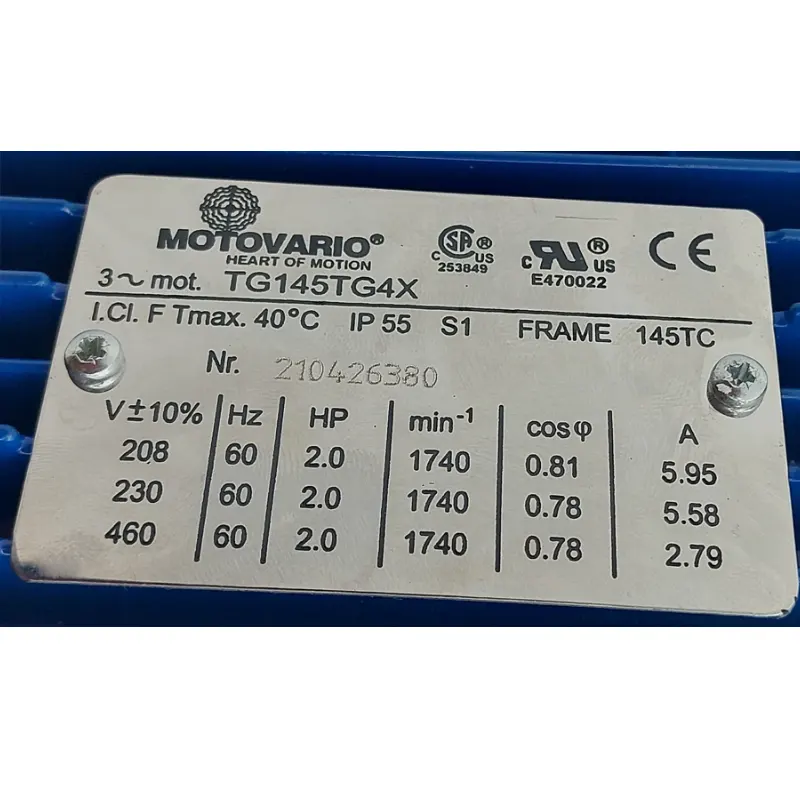 MOTOVARIO®
HEART OF MOTION
C SA ® US
253849
c RU ® US
E470022
CE
3~ mot. TG145TG4X
I.Cl. F Tmax. 40°C IP 55 S1 FRAME 145TC
Nr. 210426380
V±10% Hz HP min-1 cosφ A
208 60 2.0 1740 0.81 5.95
230 60 2.0 1740 0.78 5.58
460 60 2.0 1740 0.78 2.79